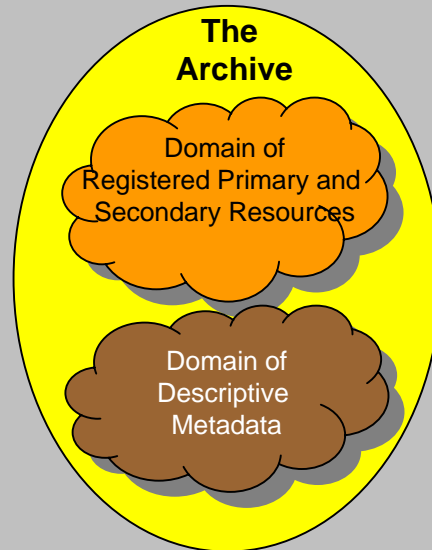 The
Archive
Domain of
Registered Primary and
Secondary Resources
Domain of
Descriptive
Metadata